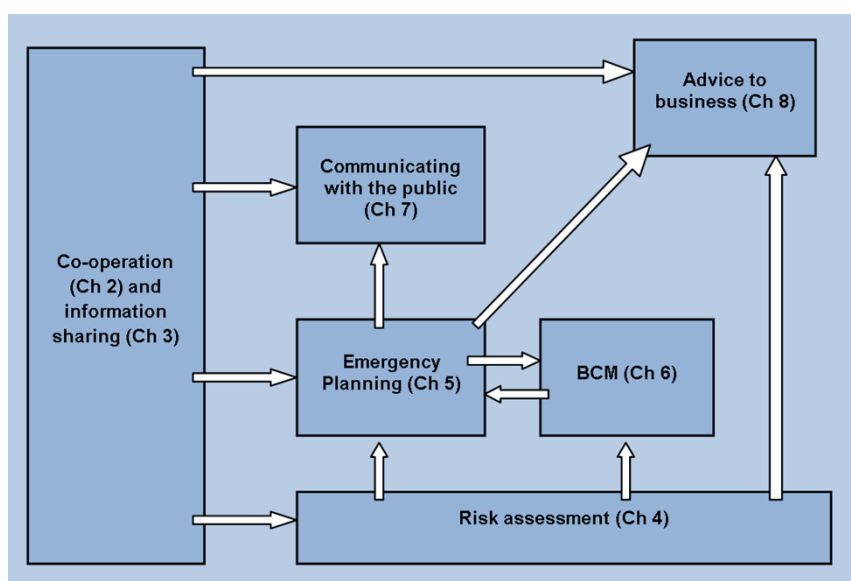 Advice to
business (Ch 8)
Communicating
with the public
(Ch 7)
Co-operation
(Ch 2) and
information
sharing (Ch 3)
Emergency
Planning (Ch 5)
BCM (Ch 6)
Risk assessment (Ch 4)